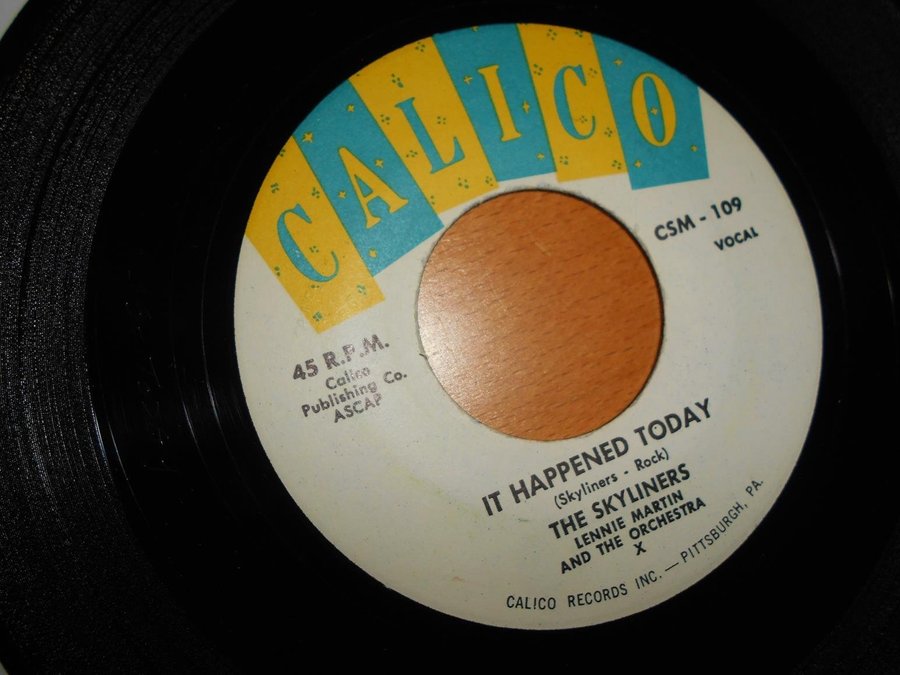 CALICO
CSM - 109
VOCAL
45 R.P.M.
Calico
Publishing Co.
ASCAP
IT HAPPENED TODAY
(Skyliners - Rock)
THE SKYLINERS
LENNIE MARTIN
AND THE ORCHESTRA
X
CALICO RECORDS INC. — PITTSBURGH, PA.